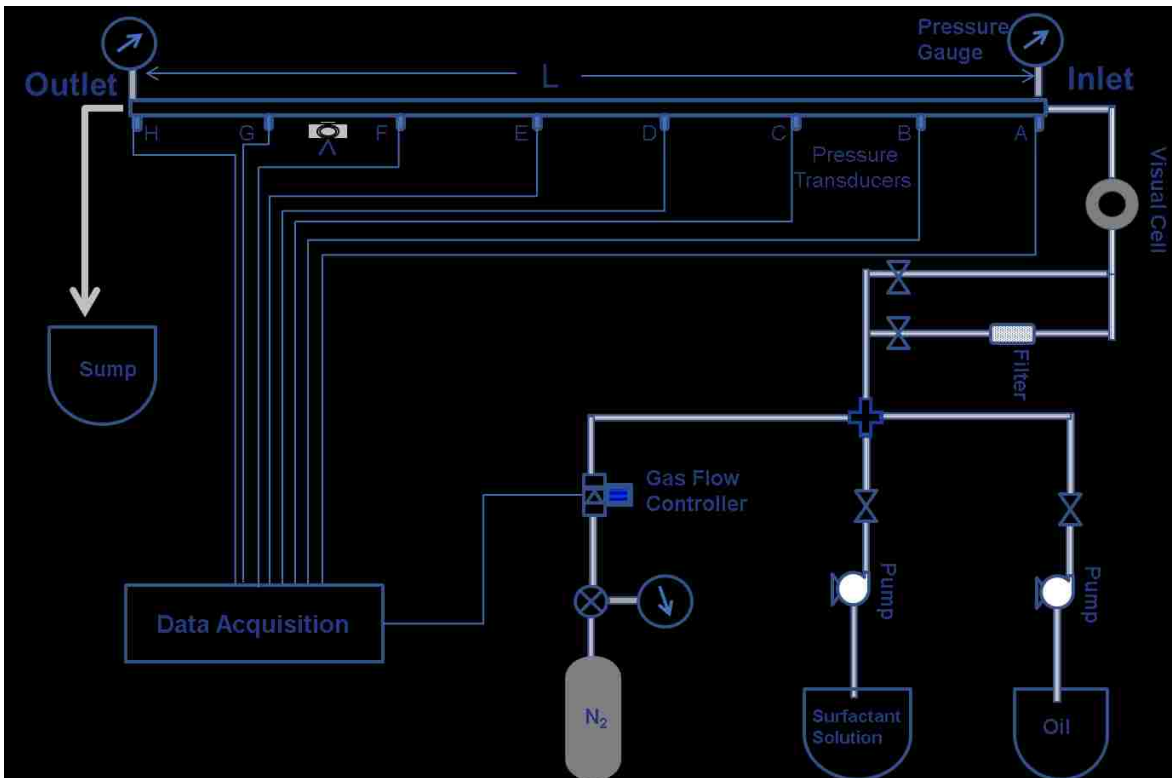 Pressure
Gauge
Outlet
L
Inlet
H
G
F
E
D
C
B
A
Pressure
Transducers
Visual Cell
Sump
Filter
Gas Flow
Controller
Pump
Pump
Data Acquisition
N₂
Surfactant
Solution
Oil